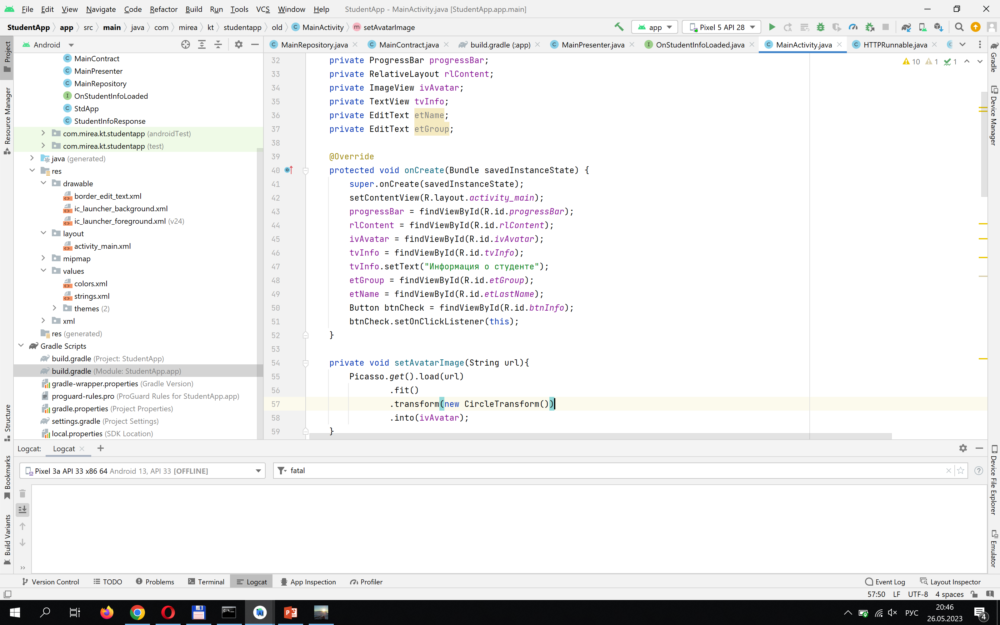 File Edit View Navigate Code Refactor Build Run Tools VCS Window Help StudentApp - MainActivity.java [StudentApp.app.main]
StudentApp app src main java com mirea kt studentapp old MainActivity setAvatarImage app Pixel 5 API 28
Android
MainRepository.java MainContract.java build.gradle (:app) MainPresenter.java OnStudentInfoLoaded.java MainActivity.java HTTPRunnable.java
Project
Resource Manager
Structure
Bookmarks
Build Variants
MainContract
MainPresenter
MainRepository
OnStudentInfoLoaded
StdApp
StudentInfoResponse
com.mirea.kt.studentapp (androidTest)
com.mirea.kt.studentapp (test)
java (generated)
res
drawable
border_edit_text.xml
ic_launcher_background.xml
ic_launcher_foreground.xml (v24)
layout
activity_main.xml
mipmap
values
colors.xml
strings.xml
themes (2)
xml
res (generated)
Gradle Scripts
build.gradle (Project: StudentApp)
build.gradle (Module: StudentApp.app)
gradle-wrapper.properties (Gradle Version)
proguard-rules.pro (ProGuard Rules for StudentApp.app)
gradle.properties (Project Properties)
settings.gradle (Project Settings)
local.properties (SDK Location)
10 1 1
32 private ProgressBar progressBar;
33 private RelativeLayout rlContent;
34 private ImageView ivAvatar;
35 private TextView tvInfo;
36 private EditText etName;
37 private EditText etGroup;
38
39 @Override
40 protected void onCreate(Bundle savedInstanceState) {
41 super.onCreate(savedInstanceState);
42 setContentView(R.layout.activity_main);
43 progressBar = findViewById(R.id.progressBar);
44 rlContent = findViewById(R.id.rlContent);
45 ivAvatar = findViewById(R.id.ivAvatar);
46 tvInfo = findViewById(R.id.tvInfo);
47 tvInfo.setText("Информация о студенте");
48 etGroup = findViewById(R.id.etGroup);
49 etName = findViewById(R.id.etLastName);
50 Button btnCheck = findViewById(R.id.btnInfo);
51 btnCheck.setOnClickListener(this);
52 }
53
54 private void setAvatarImage(String url){
55 Picasso.get().load(url)
56 .fit()
57 .transform(new CircleTransform())
58 .into(ivAvatar);
59 }
Gradle
Device Manager
Device File Explorer
Emulator
Logcat: Logcat
Pixel 3a API 33 x86 64 Android 13, API 33 [OFFLINE] fatal
Version Control TODO Problems Terminal Logcat App Inspection Profiler Event Log Layout Inspector
57:50 LF UTF-8 4 spaces
РУС
20:46
26.05.2023
4